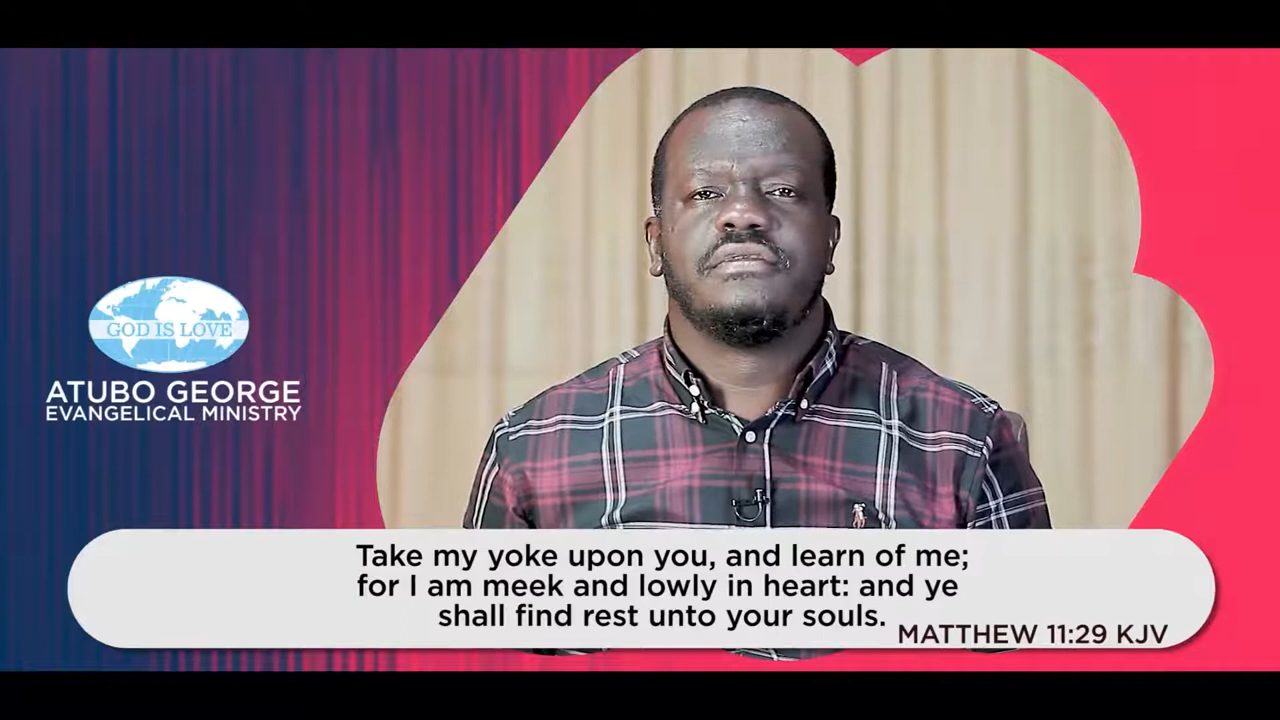 GOD IS LOVE
ATUBO GEORGE
EVANGELICAL MINISTRY
Take my yoke upon you, and learn of me;
for I am meek and lowly in heart: and ye
shall find rest unto your souls.
MATTHEW 11:29 KJV